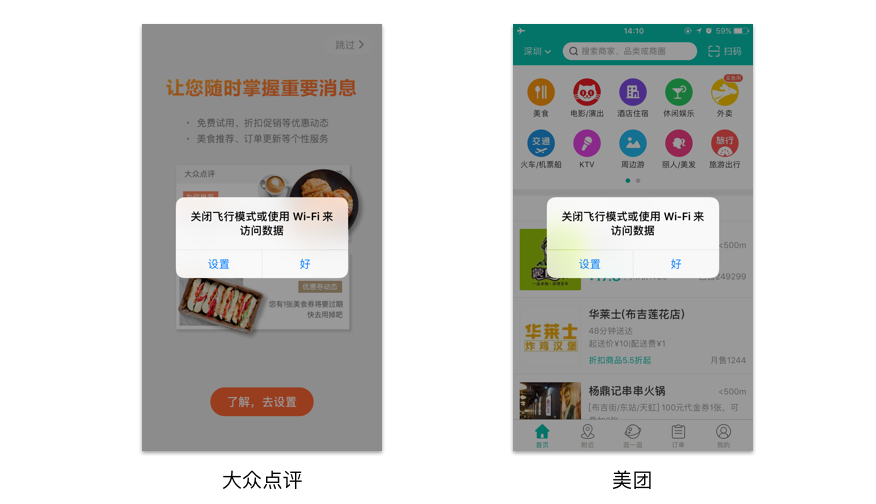 跳过
让您随时掌握重要消息
• 免费试用、折扣促销等优惠动态
• 美食推荐、订单更新等个性服务
大众点评
关闭飞行模式或使用 Wi-Fi 来
访问数据
设置 好
优惠券动态
您有1张美食券将要过期
快去用掉吧
了解，去设置
大众点评
14:10 59%
深圳 搜索商家、品类或商圈 扫码
美食 电影/演出 酒店住宿 休闲娱乐 外卖
交通 旅行
火车/机票船 KTV 周边游 丽人/美发 旅游出行
关闭飞行模式或使用 Wi-Fi 来
访问数据
<500m
设置 好
249299
华莱士(布吉莲花店)
48分钟送达
华莱士
炸鸡汉堡
起送价¥10|配送费¥1
折扣商品5.5折起 月售1244
杨鼎记串串火锅 <500m
[布吉街/东站/天虹] 100元代金券1张，可
首页 附近 逛一逛 订单 我的
美团